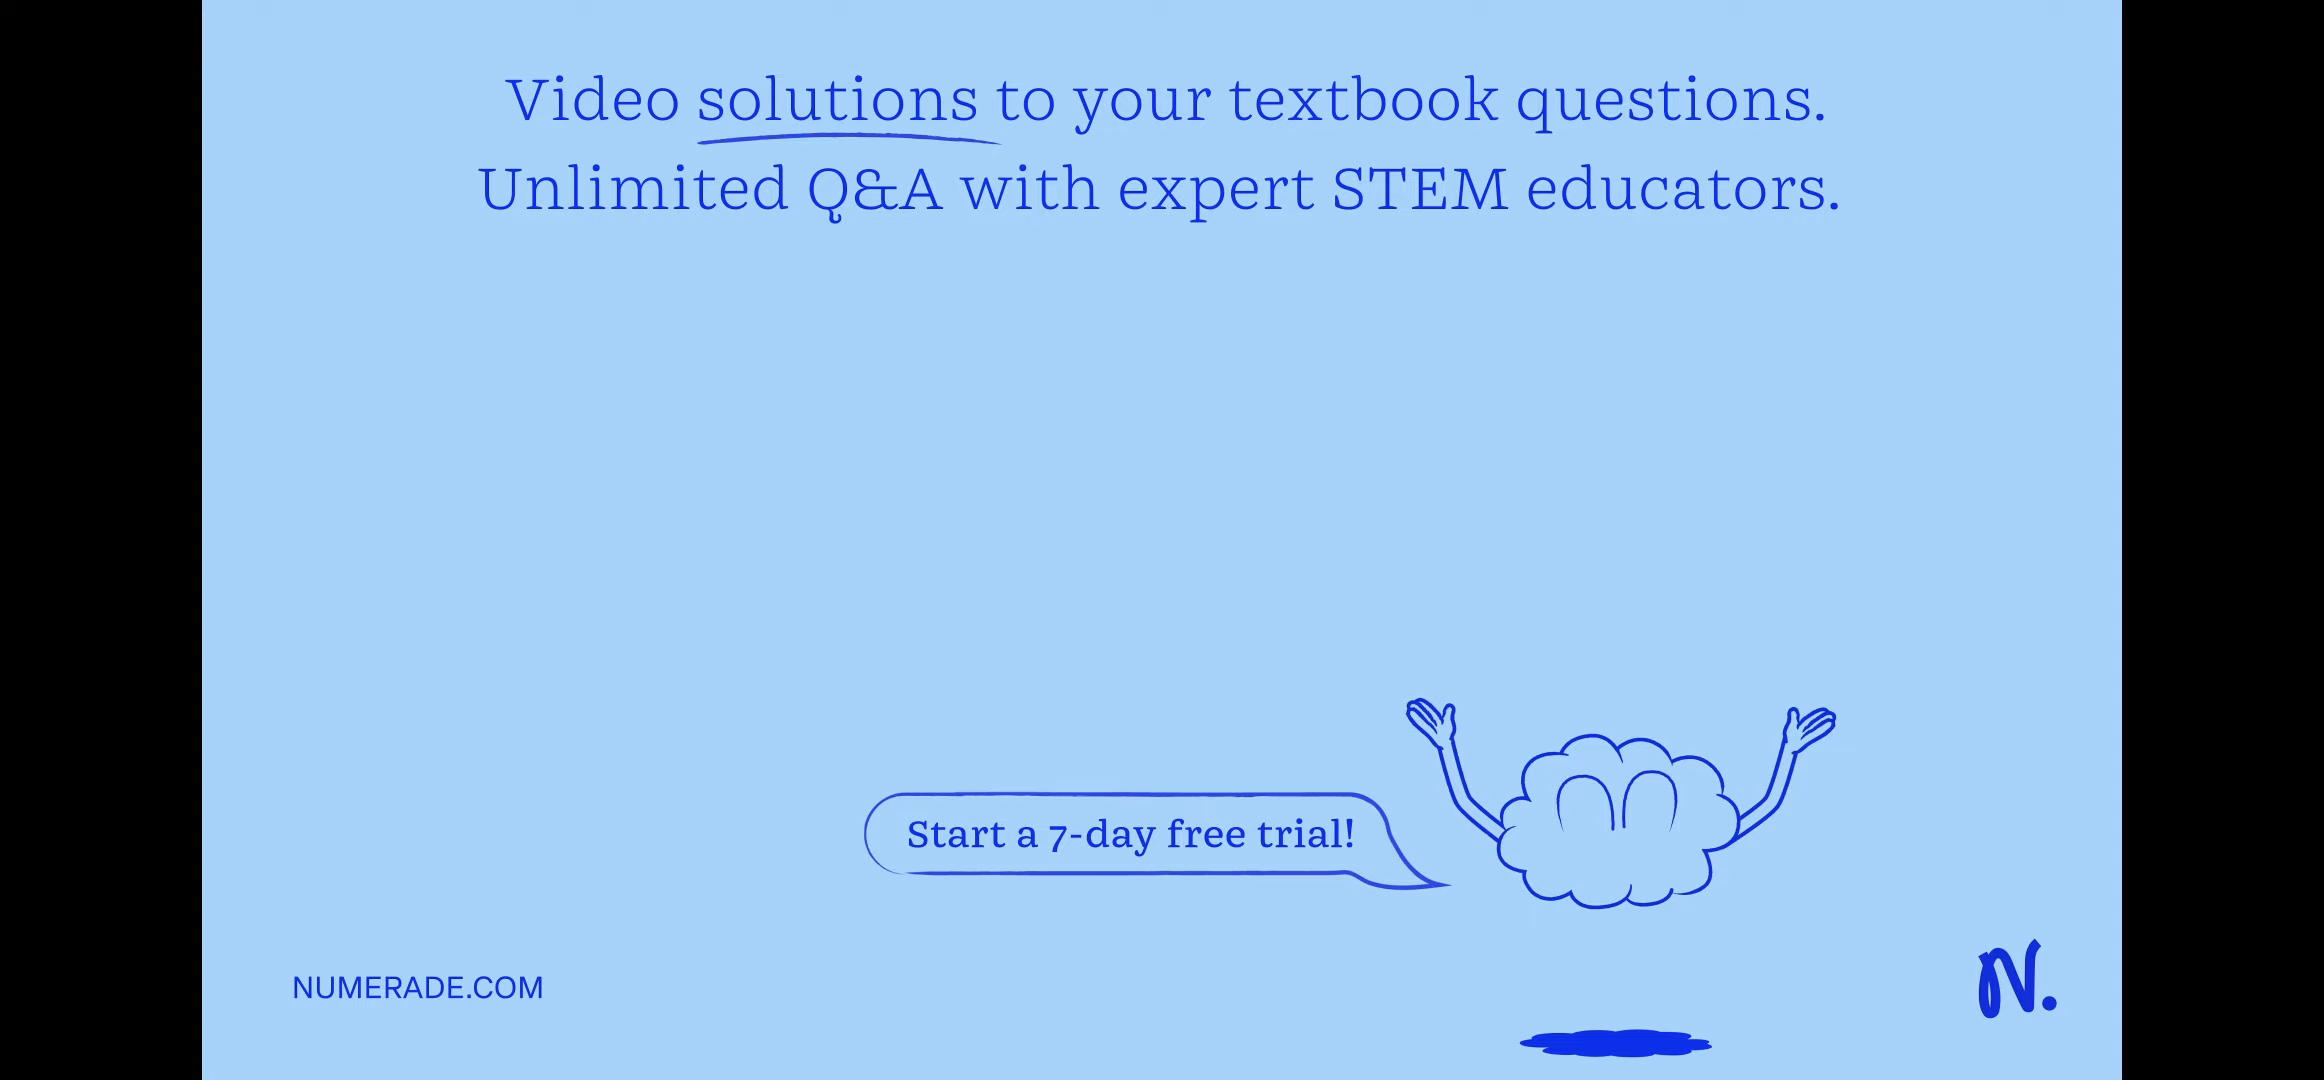 Video solutions to your textbook questions.
Unlimited Q&A with expert STEM educators.
Start a 7-day free trial!
NUMERADE.COM
N.